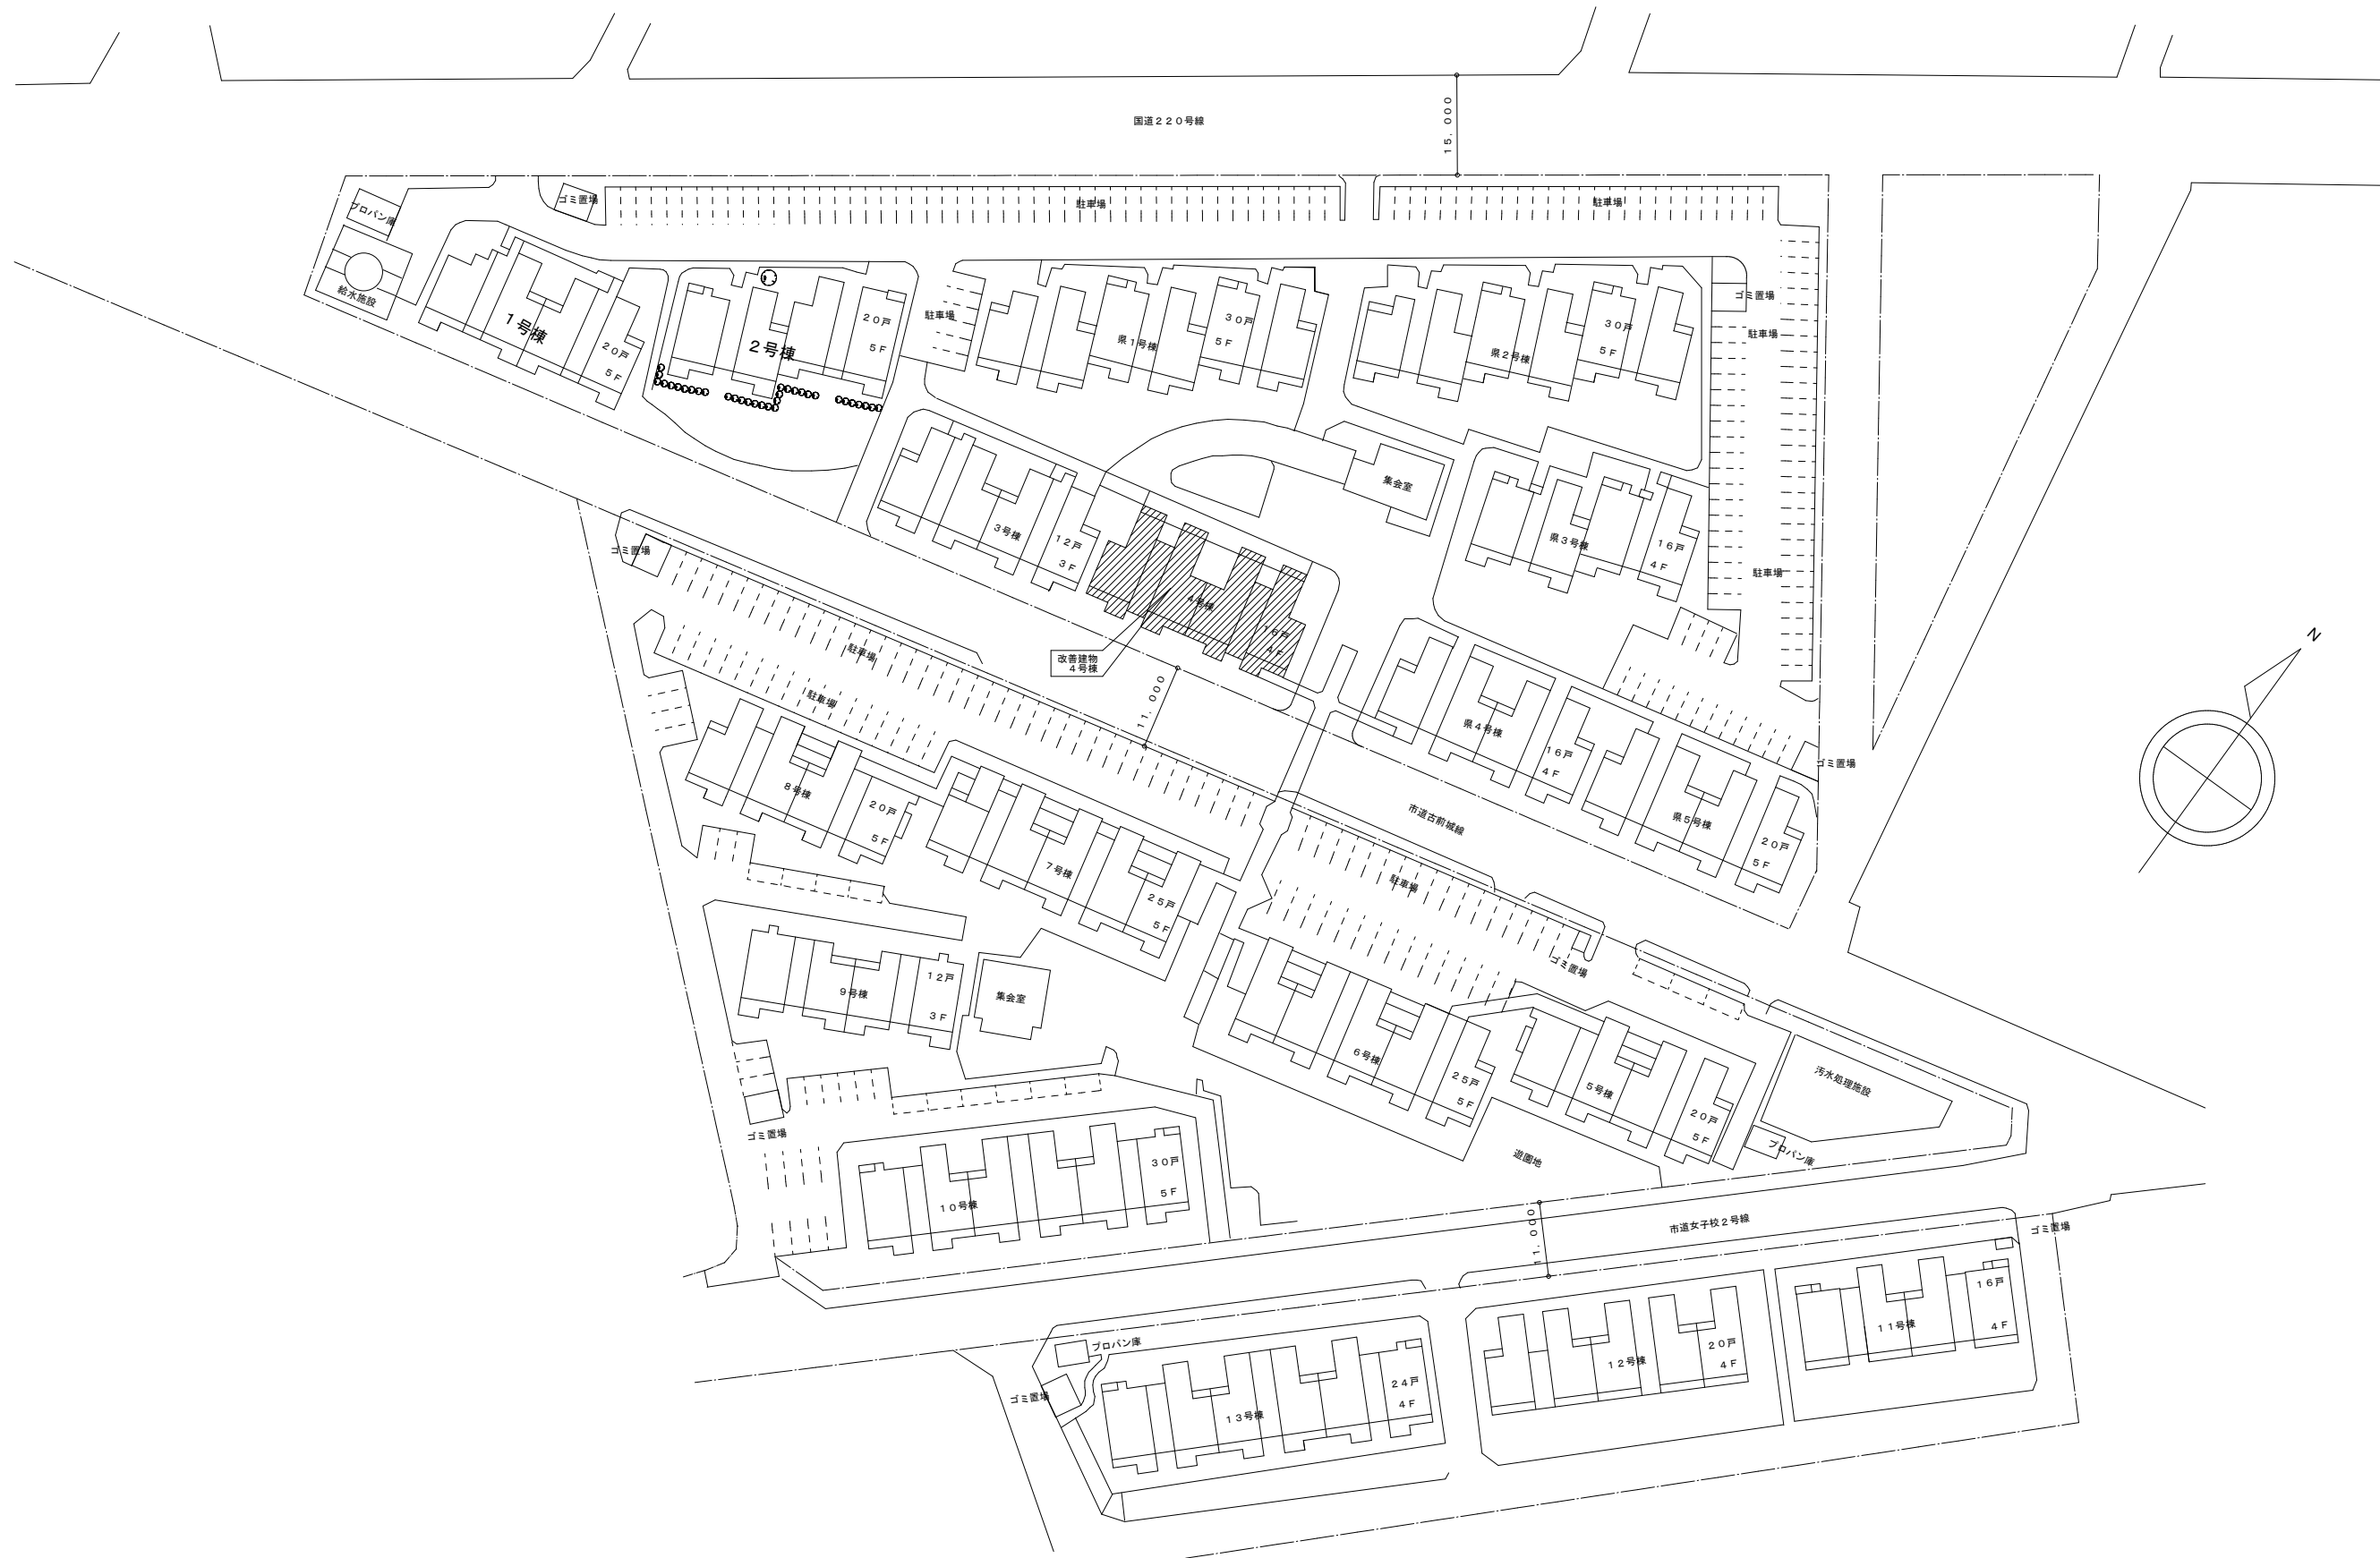 国道２２０号線
１５．０００
プロパン庫
ゴミ置場
駐車場
駐車場
給水施設
１号棟
２０戸
５Ｆ
２号棟
２０戸
５Ｆ
駐車場
県１号棟
３０戸
５Ｆ
県２号棟
３０戸
５Ｆ
ゴミ置場
駐車場
３号棟
１２戸
３Ｆ
集会室
県３号棟
１６戸
４Ｆ
駐車場
ゴミ置場
４号棟
１６戸
４Ｆ
改善建物
４号棟
Ｎ
駐車場
駐車場
１１．０００
県４号棟
１６戸
４Ｆ
ゴミ置場
８号棟
２０戸
５Ｆ
７号棟
２５戸
５Ｆ
市道古前城線
県５号棟
２０戸
５Ｆ
駐車場
ゴミ置場
９号棟
１２戸
３Ｆ
集会室
６号棟
２５戸
５Ｆ
５号棟
２０戸
５Ｆ
汚水処理施設
プロパン庫
ゴミ置場
遊園地
１０号棟
３０戸
５Ｆ
１１．０００
市道女子校２号線
ゴミ置場
プロパン庫
ゴミ置場
１３号棟
２４戸
４Ｆ
１２号棟
２０戸
４Ｆ
１１号棟
１６戸
４Ｆ